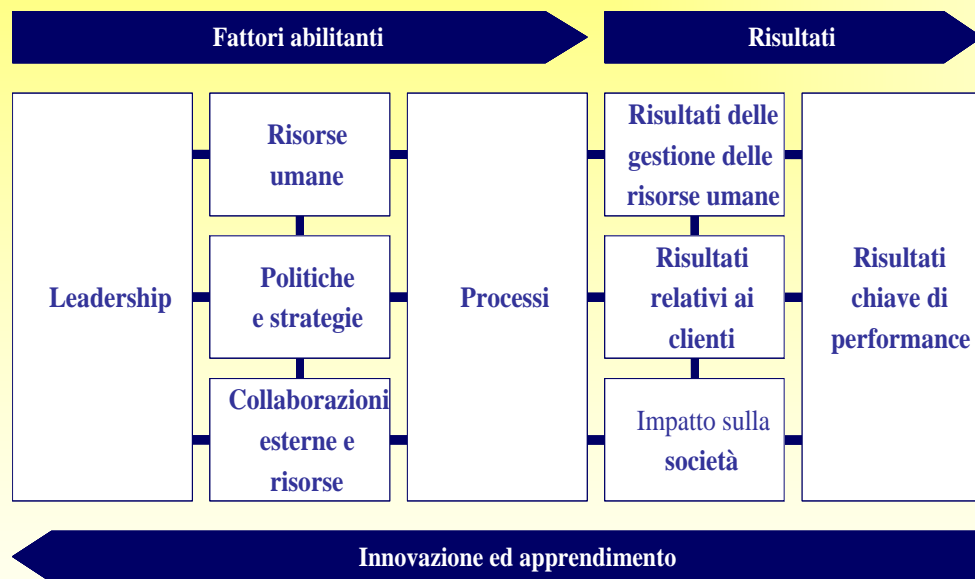 Fattori abilitanti
Risultati
Leadership
Risorse
umane
Politiche
e strategie
Collaborazioni
esterne e
risorse
Processi
Risultati delle
gestione delle
risorse umane
Risultati
relativi ai
clienti
Impatto sulla
società
Risultati
chiave di
performance
Innovazione ed apprendimento